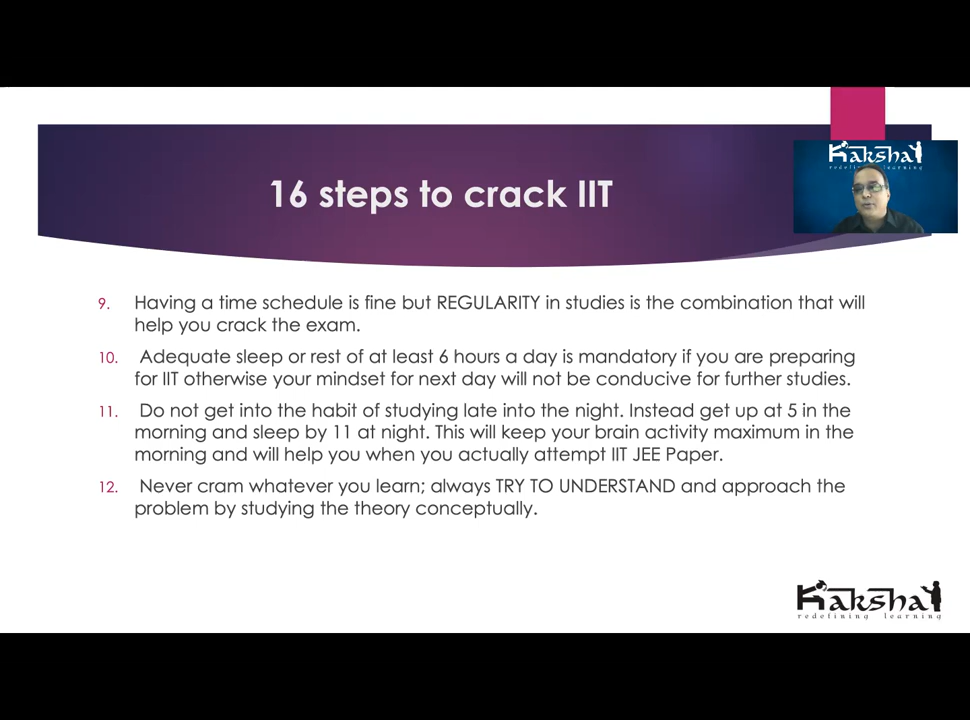 Kaksha
redefining learning
16 steps to crack IIT
9. Having a time schedule is fine but REGULARITY in studies is the combination that will
help you crack the exam.
10. Adequate sleep or rest of at least 6 hours a day is mandatory if you are preparing
for IIT otherwise your mindset for next day will not be conducive for further studies.
11. Do not get into the habit of studying late into the night. Instead get up at 5 in the
morning and sleep by 11 at night. This will keep your brain activity maximum in the
morning and will help you when you actually attempt IIT JEE Paper.
12. Never cram whatever you learn; always TRY TO UNDERSTAND and approach the
problem by studying the theory conceptually.
Kaksha
redefining learning